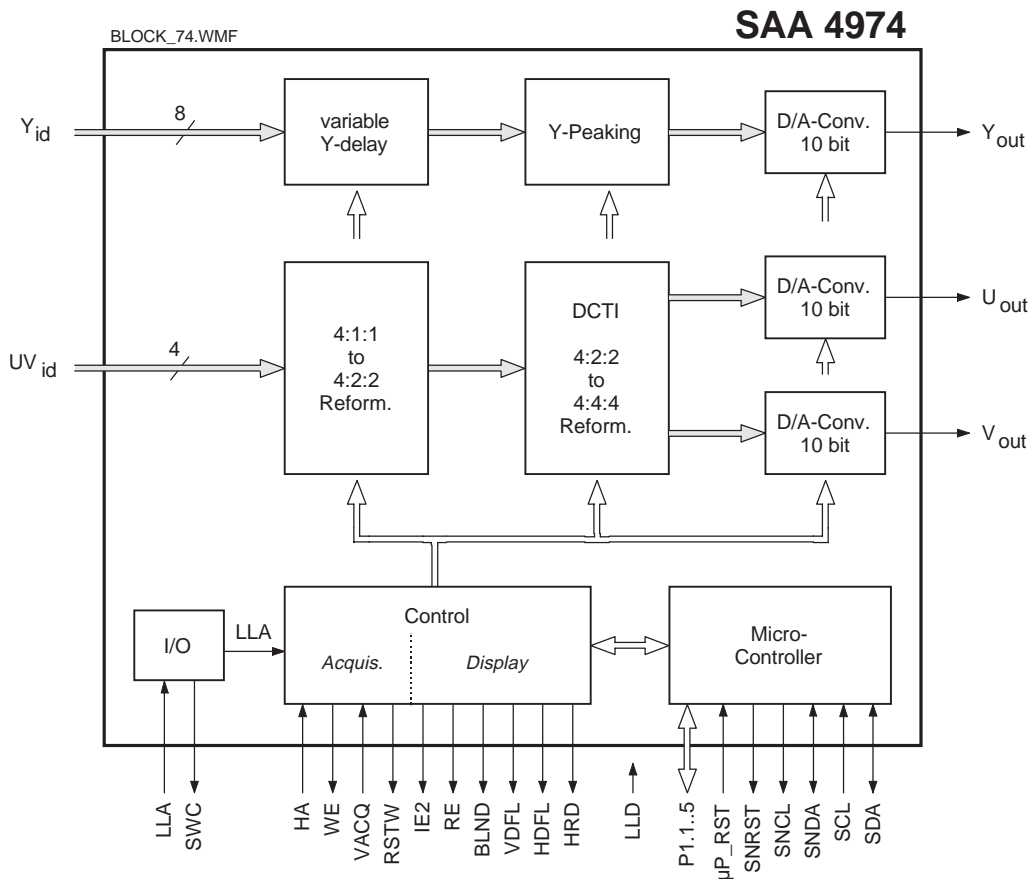 SAA 4974
BLOCK_74.WMF
Y id
8
variable
Y-delay
Y-Peaking
D/A-Conv.
10 bit
Y out
UV id
4
4:1:1
to
4:2:2
Reform.
DCTI
4:2:2
to
4:4:4
Reform.
D/A-Conv.
10 bit
U out
D/A-Conv.
10 bit
V out
I/O
LLA
Control
Acquis.
Display
Micro-
Controller
LLA
SWC
HA
WE
VACQ
RSTW
IE2
RE
BLND
VDFL
HDFL
HRD
LLD
P1.1..5
µP_RST
SNRST
SNCL
SNDA
SCL
SDA